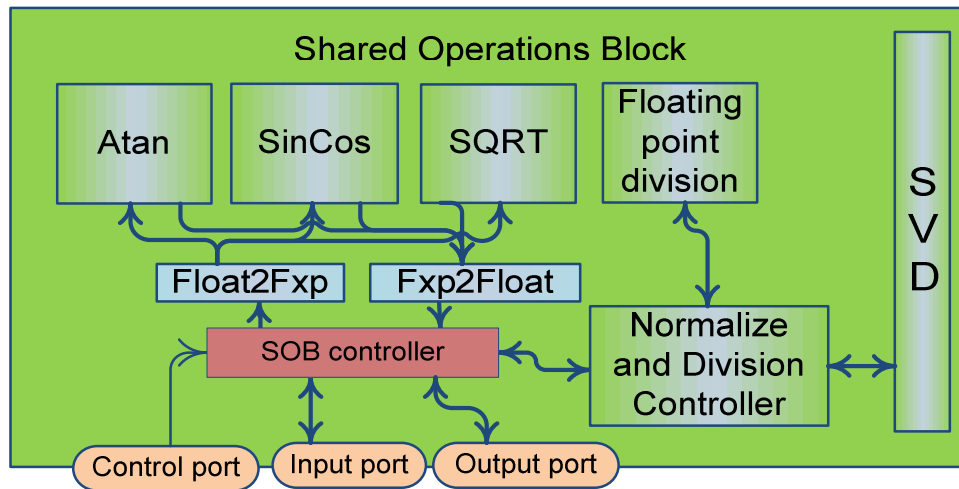 Shared Operations Block
Atan
SinCos
SQRT
Floating
point
division
S
V
D
Float2Fxp
Fxp2Float
SOB controller
Normalize
and Division
Controller
Control port
Input port
Output port